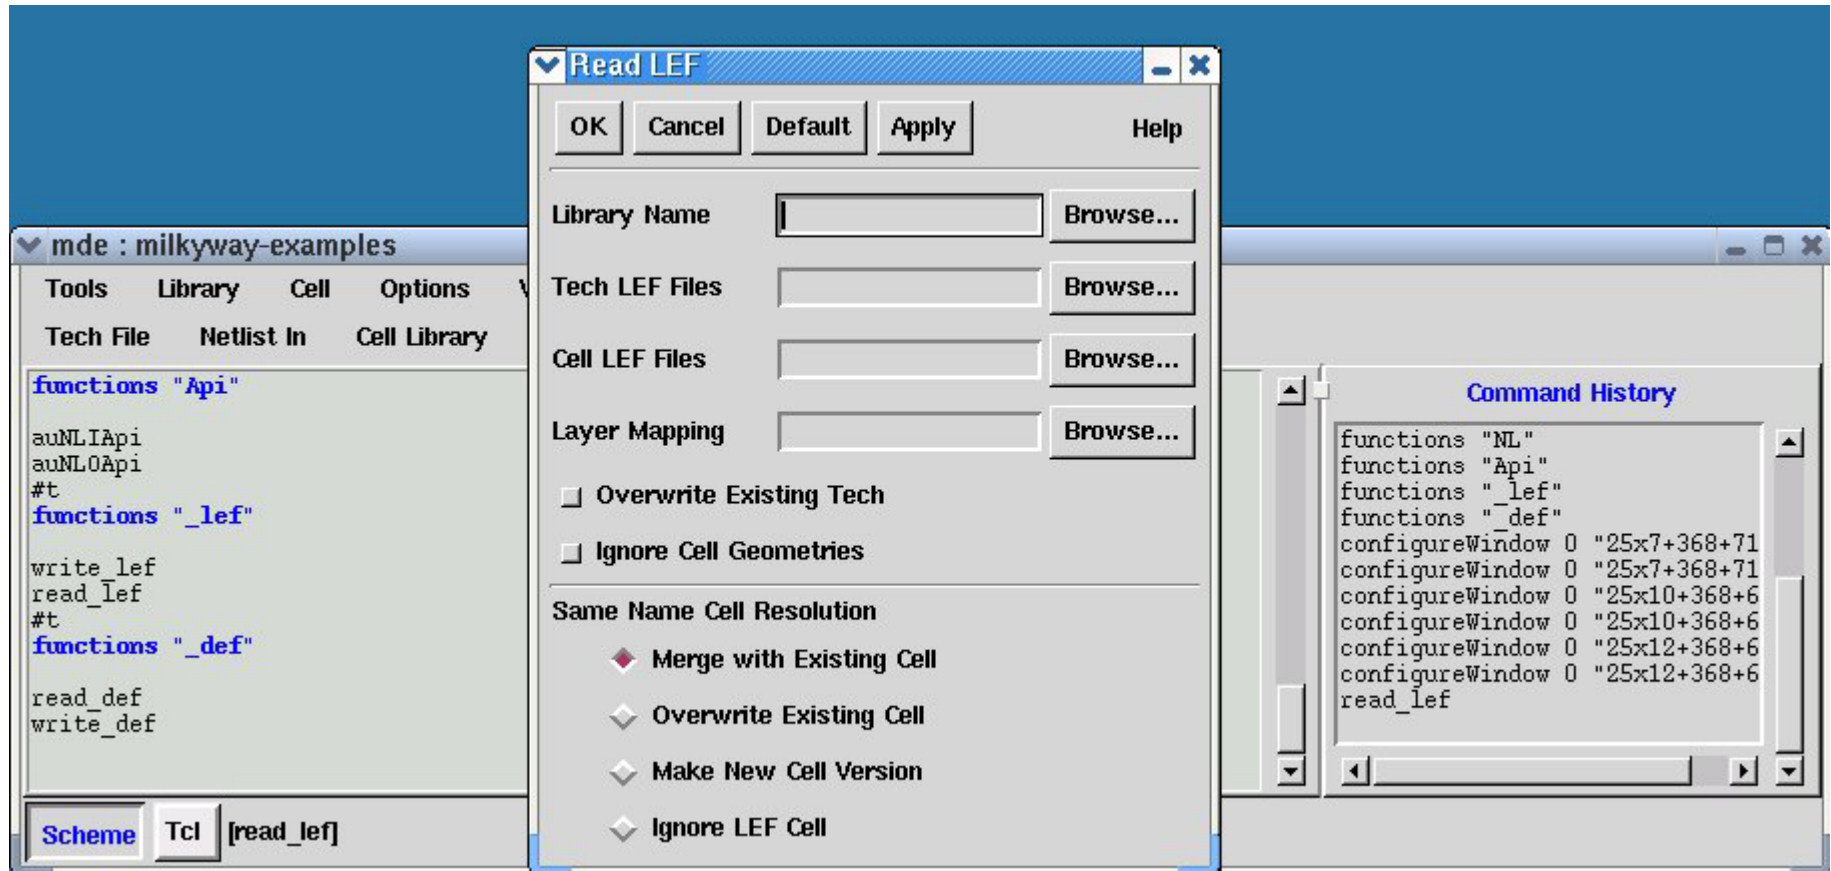 Read LEF
OK Cancel Default Apply Help
Library Name Browse...
Tech LEF Files Browse...
Cell LEF Files Browse...
Layer Mapping Browse...
Overwrite Existing Tech
Ignore Cell Geometries
Same Name Cell Resolution
Merge with Existing Cell
Overwrite Existing Cell
Make New Cell Version
Ignore LEF Cell
mde : milkyway-examples
Tools Library Cell Options
Tech File Netlist In Cell Library
functions "Api"
auNLIApi
auNLOApi
#t
functions "_lef"
write_lef
read_lef
#t
functions "_def"
read_def
write_def
Scheme Tcl [read_lef]
Command History
functions "NL"
functions "Api"
functions "_lef"
functions "_def"
configureWindow 0 "25x7+368+71
configureWindow 0 "25x7+368+71
configureWindow 0 "25x10+368+6
configureWindow 0 "25x10+368+6
configureWindow 0 "25x12+368+6
configureWindow 0 "25x12+368+6
read_lef